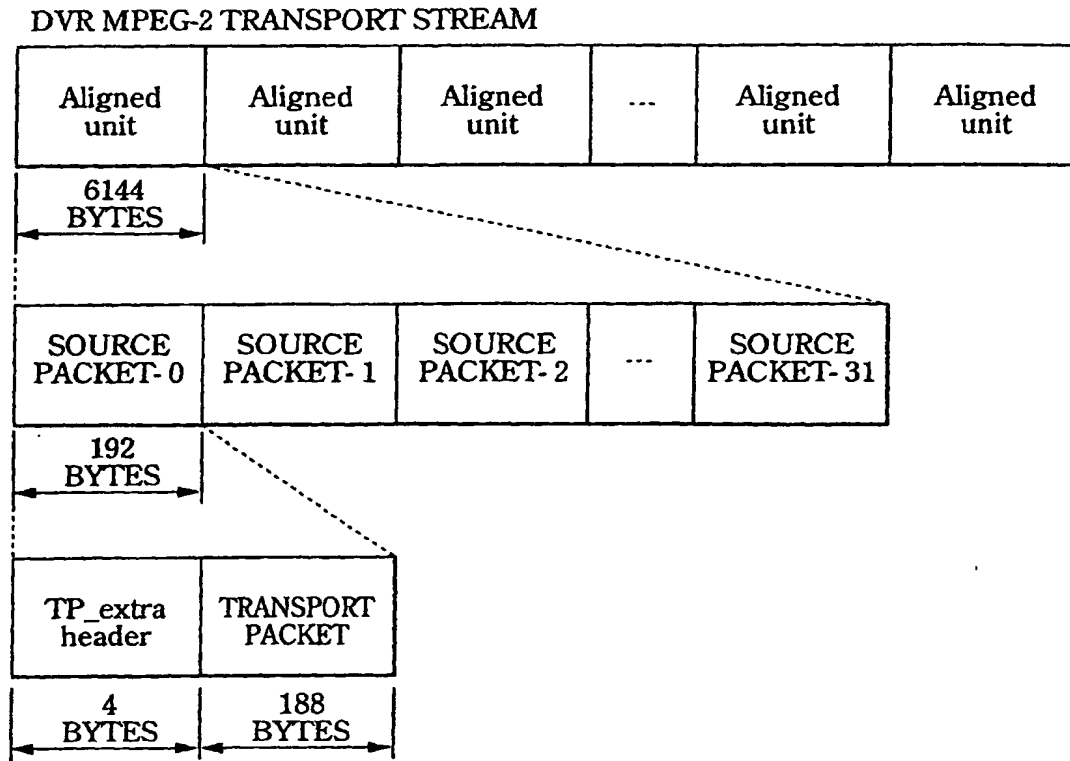 DVR MPEG-2 TRANSPORT STREAM
Aligned
unit
Aligned
unit
Aligned
unit
---
Aligned
unit
Aligned
unit
6144
BYTES
SOURCE
PACKET- 0
SOURCE
PACKET- 1
SOURCE
PACKET- 2
---
SOURCE
PACKET- 31
192
BYTES
TP_extra
header
TRANSPORT
PACKET
4
BYTES
188
BYTES